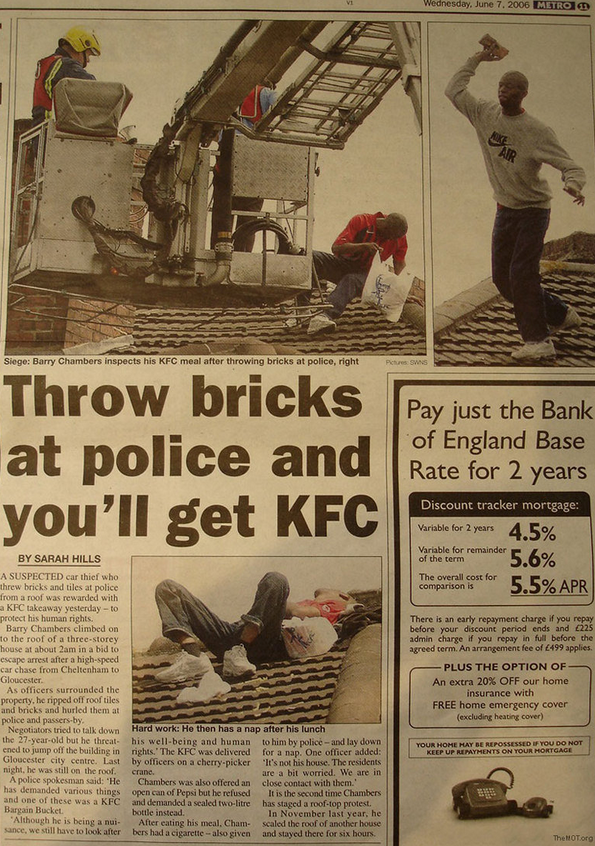 V1
Wednesday, June 7, 2006 METRO 11
NIKE
AIR
Siege: Barry Chambers inspects his KFC meal after throwing bricks at police, right
Pictures: SWNS
Throw bricks
at police and
you'll get KFC
BY SARAH HILLS
A SUSPECTED car thief who
threw bricks and tiles at police
from a roof was rewarded with
a KFC takeaway yesterday – to
protect his human rights.
Barry Chambers climbed on
to the roof of a three-storey
house at about 2am in a bid to
escape arrest after a high-speed
car chase from Cheltenham to
Gloucester.
As officers surrounded the
property, he ripped off roof tiles
and bricks and hurled them at
police and passers-by.
Negotiators tried to talk down
the 27-year-old but he threat-
ened to jump off the building in
Gloucester city centre. Last
night, he was still on the roof.
A police spokesman said: 'He
has demanded various things
and one of these was a KFC
Bargain Bucket.
'Although he is being a nui-
sance, we still have to look after
Hard work: He then has a nap after his lunch
his well-being and human
rights.' The KFC was delivered
by officers on a cherry-picker
crane.
Chambers was also offered an
open can of Pepsi but he refused
and demanded a sealed two-litre
bottle instead.
After eating his meal, Cham-
bers had a cigarette – also given
to him by police – and lay down
for a nap. One officer added:
'It's not his house. The residents
are a bit worried. We are in
close contact with them.'
It is the second time Chambers
has staged a roof-top protest.
In November last year, he
scaled the roof of another house
and stayed there for six hours.
Pay just the Bank
of England Base
Rate for 2 years
Discount tracker mortgage:
Variable for 2 years 4.5%
Variable for remainder
of the term 5.6%
The overall cost for
comparison is 5.5% APR
There is an early repayment charge if you repay
before your discount period ends and £225
admin charge if you repay in full before the
agreed term. An arrangement fee of £499 applies.
PLUS THE OPTION OF
An extra 20% OFF our home
insurance with
FREE home emergency cover
(excluding heating cover)
YOUR HOME MAY BE REPOSSESSED IF YOU DO NOT
KEEP UP REPAYMENTS ON YOUR MORTGAGE